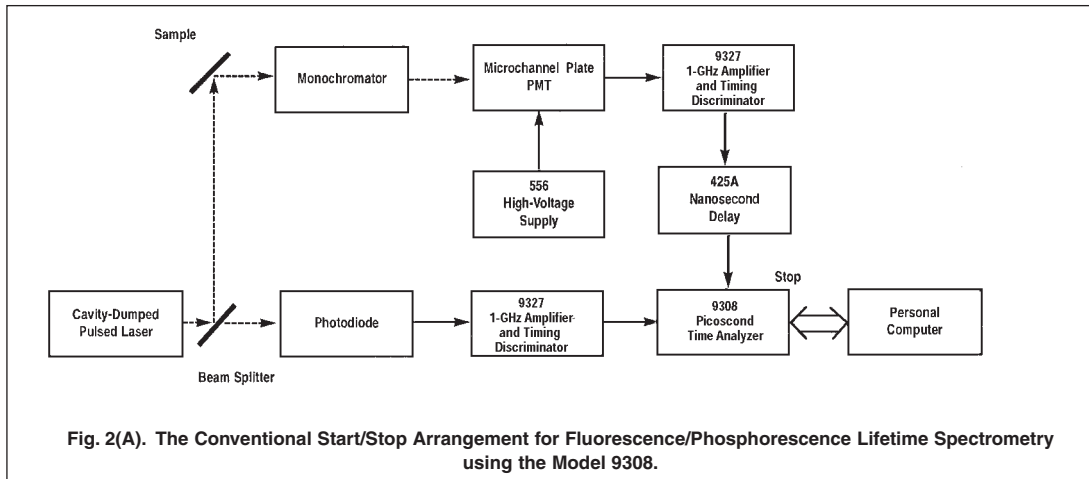 Sample
Monochromator
Microchannel Plate
PMT
9327
1-GHz Amplifier
and Timing
Discriminator
556
High-Voltage
Supply
425A
Nanosecond
Delay
Stop
Cavity-Dumped
Pulsed Laser
Beam Splitter
Photodiode
9327
1-GHz Amplifier
and Timing
Discriminator
9308
Picoscond
Time Analyzer
Personal
Computer
Fig. 2(A). The Conventional Start/Stop Arrangement for Fluorescence/Phosphorescence Lifetime Spectrometry
using the Model 9308.